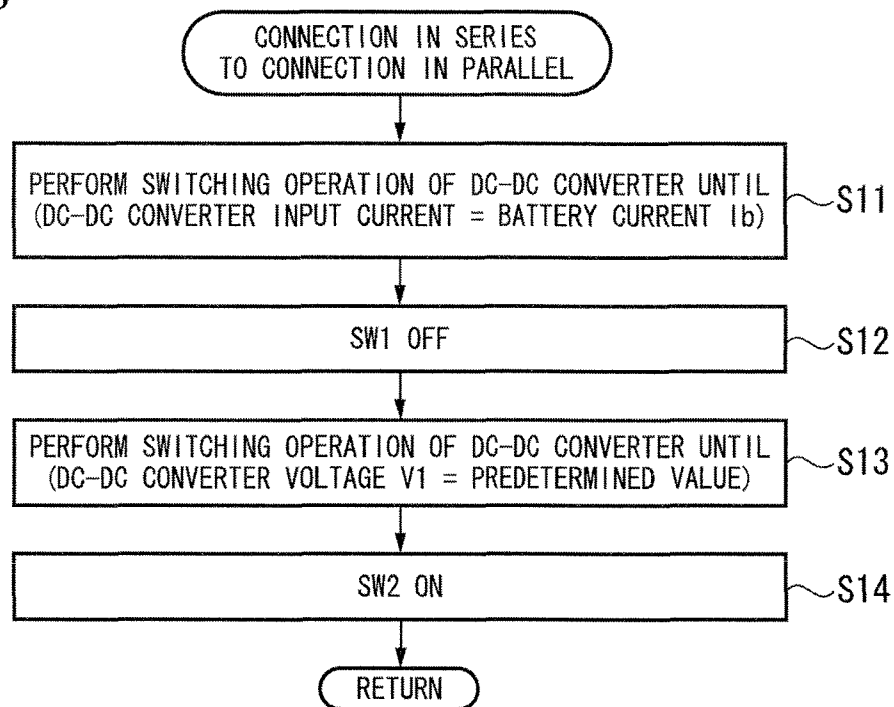 CONNECTION IN SERIES
TO CONNECTION IN PARALLEL
PERFORM SWITCHING OPERATION OF DC-DC CONVERTER UNTIL
(DC-DC CONVERTER INPUT CURRENT = BATTERY CURRENT Ib)
S11
SW1 OFF
S12
PERFORM SWITCHING OPERATION OF DC-DC CONVERTER UNTIL
(DC-DC CONVERTER VOLTAGE V1 = PREDETERMINED VALUE)
S13
SW2 ON
S14
RETURN